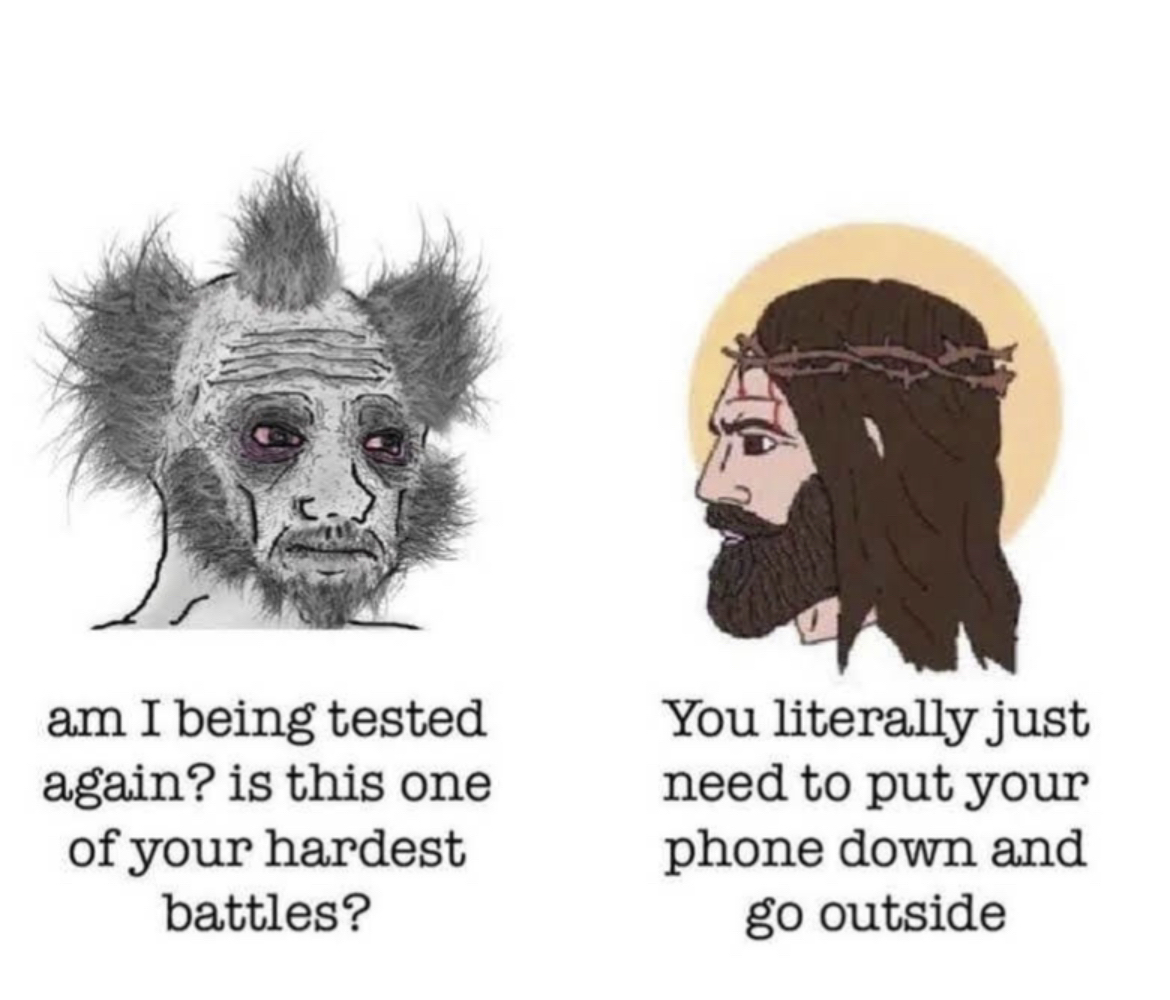 am I being tested
again? is this one
of your hardest
battles?
You literally just
need to put your
phone down and
go outside